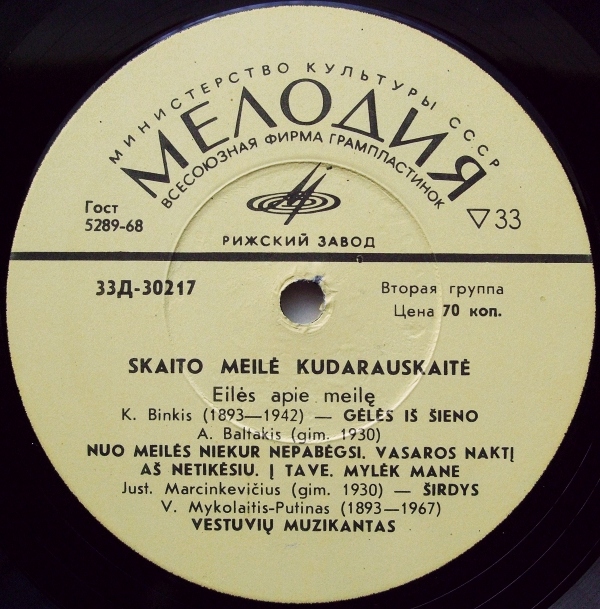 МИНИСТЕРСТВО КУЛЬТУРЫ СССР
МЕЛОДИЯ
ВСЕСОЮЗНАЯ ФИРМА ГРАМПЛАСТИНОК
Гост
5289-68
33
РИЖСКИЙ ЗАВОД
33Д-30217
Вторая группа
Цена 70 коп.
SKAITO MEILĖ KUDARAUSKAITĖ
Eilės apie meilę
K. Binkis (1893—1942) — GĖLĖS IŠ ŠIENO
A. Baltakis (gim. 1930)
NUO MEILĖS NIEKUR NEPABĖGSI. VASAROS NAKTĮ
AŠ NETIKĖSIU. Į TAVE. MYLĖK MANE
Just. Marcinkevičius (gim. 1930) — ŠIRDYS
V. Mykolaitis-Putinas (1893—1967)
VESTUVIŲ MUZIKANTAS